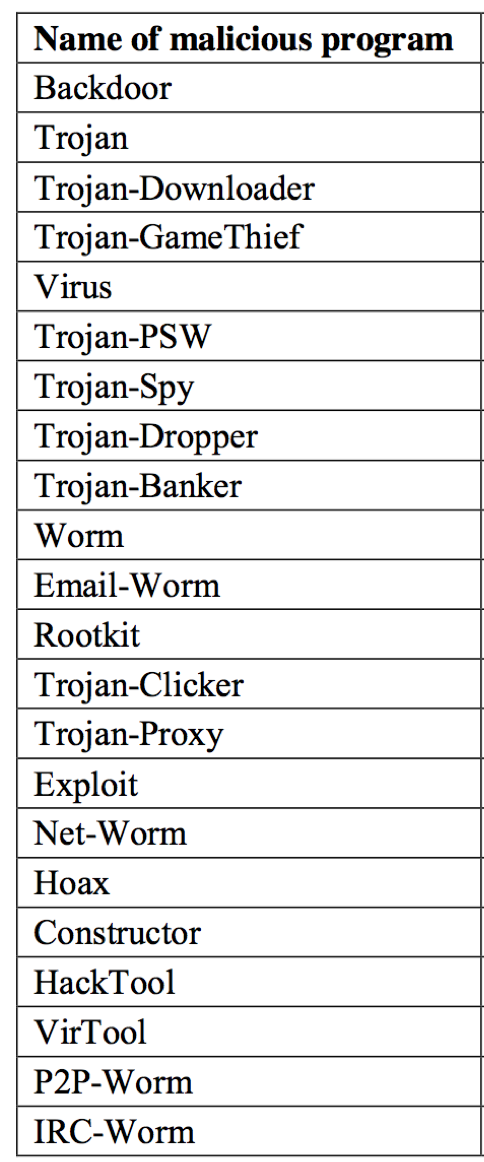 Name of malicious program
Backdoor
Trojan
Trojan-Downloader
Trojan-GameThief
Virus
Trojan-PSW
Trojan-Spy
Trojan-Dropper
Trojan-Banker
Worm
Email-Worm
Rootkit
Trojan-Clicker
Trojan-Proxy
Exploit
Net-Worm
Hoax
Constructor
HackTool
VirTool
P2P-Worm
IRC-Worm